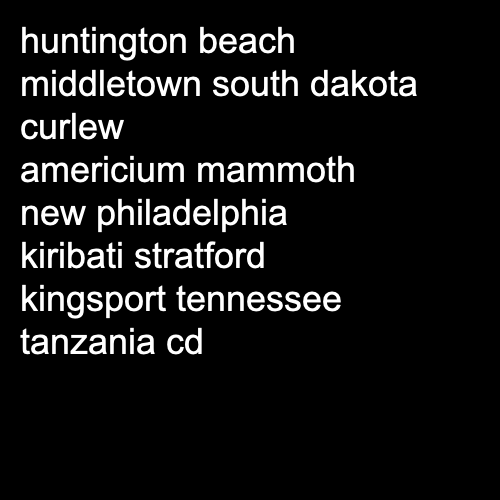 huntington beach
middletown south dakota
curlew
americium mammoth
new philadelphia
kiribati stratford
kingsport tennessee
tanzania cd